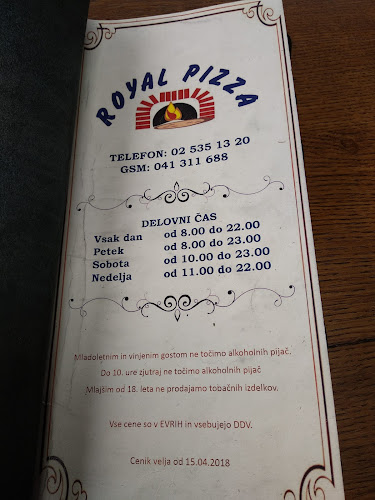 ROYAL PIZZA
TELEFON: 02 535 13 20
GSM: 041 311 688
DELOVNI ČAS
Vsak dan od 8.00 do 22.00
Petek od 8.00 do 23.00
Sobota od 10.00 do 23.00
Nedelja od 11.00 do 22.00
Mladoletnim in vinjenim gostom ne točimo alkoholnih pijač.
Do 10. ure zjutraj ne točimo alkoholnih pijač
Mlajšim od 18. leta ne prodajamo tobačnih izdelkov.
Vse cene so v EVRIH in vsebujejo DDV.
Cenik velja od 15.04.2018